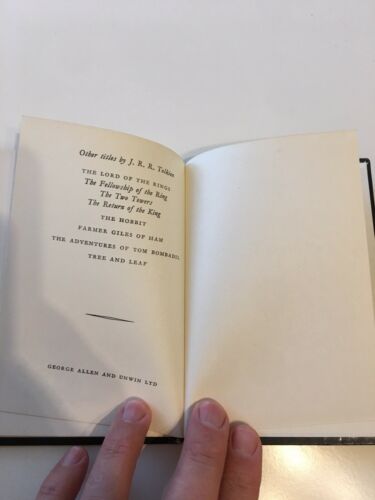 Other titles by J. R. R. Tolkien
THE LORD OF THE RINGS
The Fellowship of the Ring
The Two Towers
The Return of the King
THE HOBBIT
FARMER GILES OF HAM
THE ADVENTURES OF TOM BOMBADIL
TREE AND LEAF
GEORGE ALLEN AND UNWIN LTD